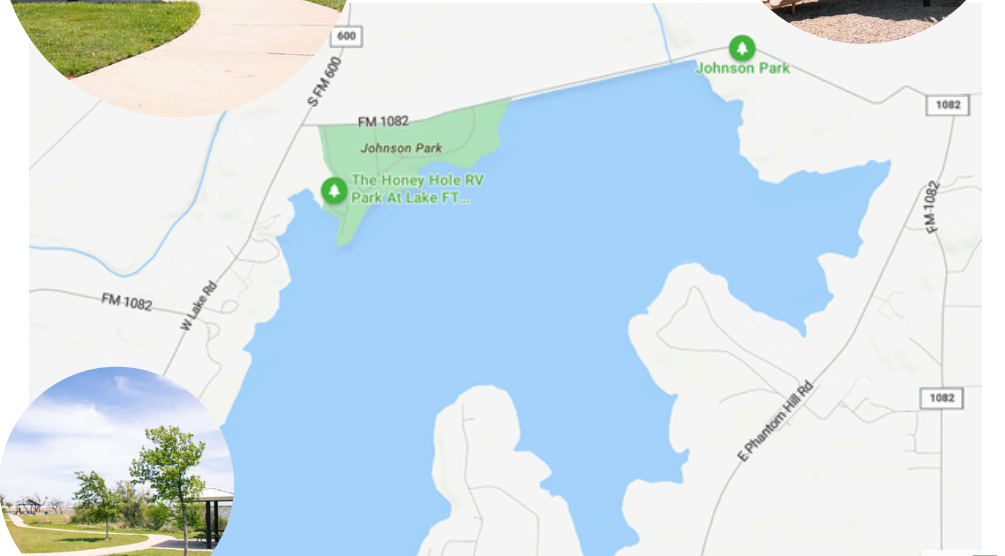 600
S FM 600
Johnson Park
1082
FM 1082
Johnson Park
The Honey Hole RV
Park At Lake FT...
FM 1082
FM 1082
W Lake Rd
E Phantom Hill Rd
1082